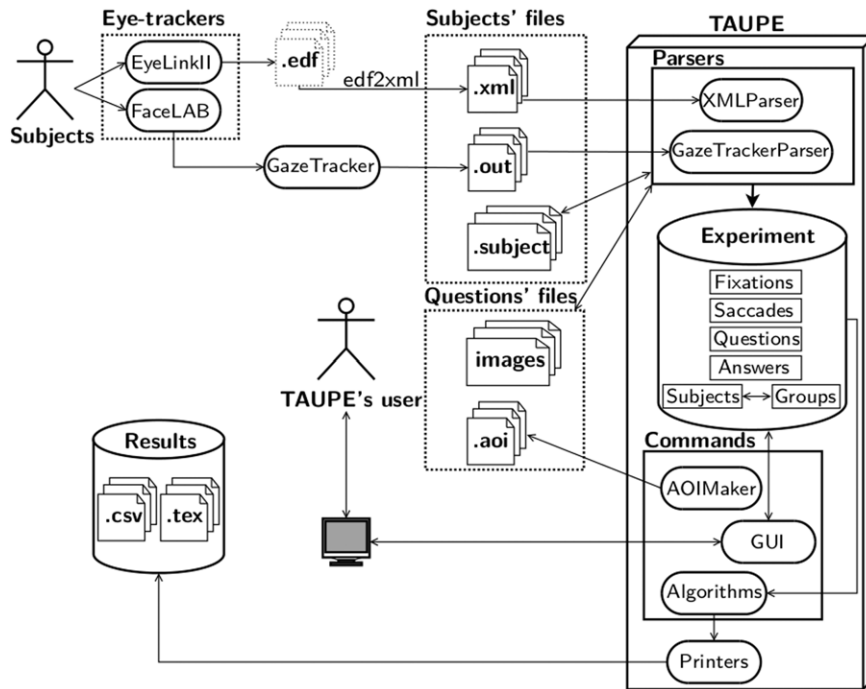 Eye-trackers
Subjects' files
TAUPE
EyeLinkII
.edf
edf2xml
.xml
Parsers
XMLParser
FaceLAB
Subjects
GazeTracker
.out
GazeTrackerParser
.subject
Experiment
Fixations
Saccades
Questions
Answers
Subjects
Groups
Questions' files
images
.aoi
TAUPE's user
Results
.csv
.tex
Commands
AOIMaker
GUI
Algorithms
Printers